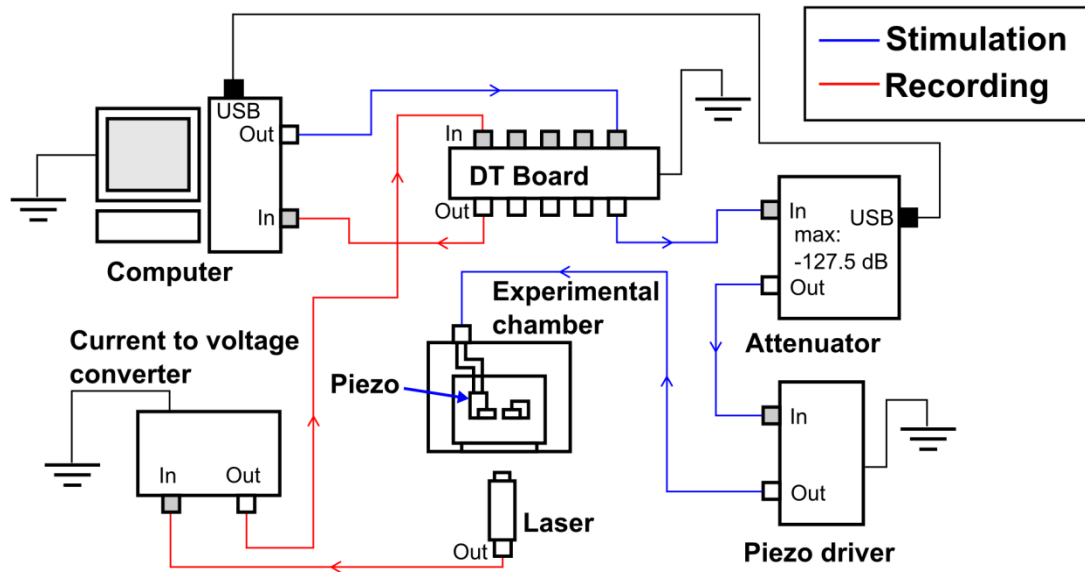 Stimulation
Recording
USB
Out
In
Computer
In
DT Board
Out
In
USB
max:
-127.5 dB
Out
Attenuator
Experimental
chamber
Piezo
Current to voltage
converter
In
Out
Laser
Out
In
Out
Piezo driver